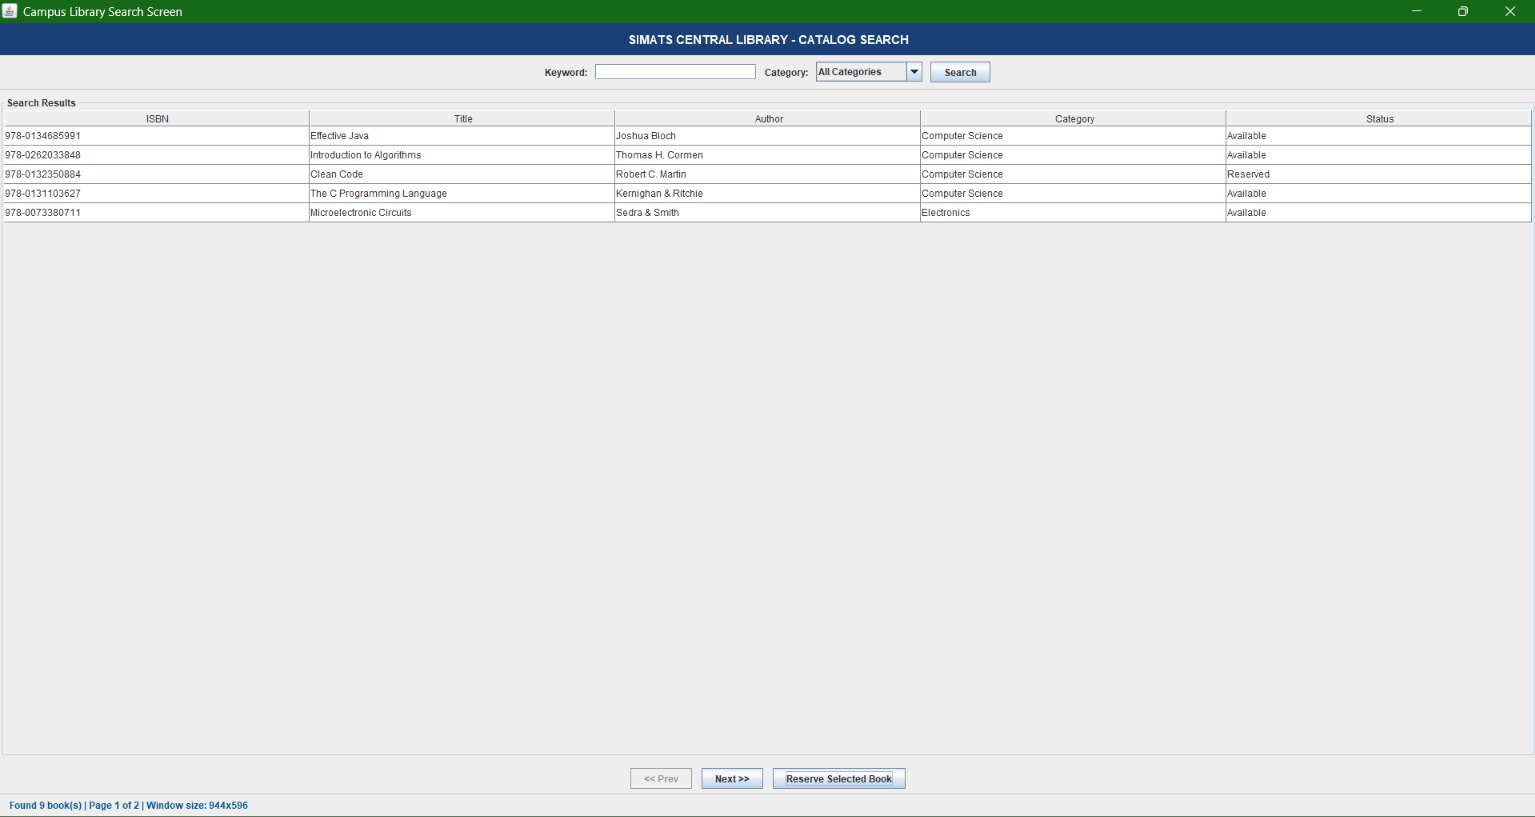 Campus Library Search Screen
SIMATS CENTRAL LIBRARY - CATALOG SEARCH
Keyword: Category: All Categories Search
Search Results
ISBN Title Author Category Status
978-0134685991 Effective Java Joshua Bloch Computer Science Available
978-0262033848 Introduction to Algorithms Thomas H. Cormen Computer Science Available
978-0132350884 Clean Code Robert C. Martin Computer Science Reserved
978-0131103627 The C Programming Language Kernighan & Ritchie Computer Science Available
978-0073380711 Microelectronic Circuits Sedra & Smith Electronics Available
<< Prev Next >> Reserve Selected Book
Found 9 book(s) | Page 1 of 2 | Window size: 944x596